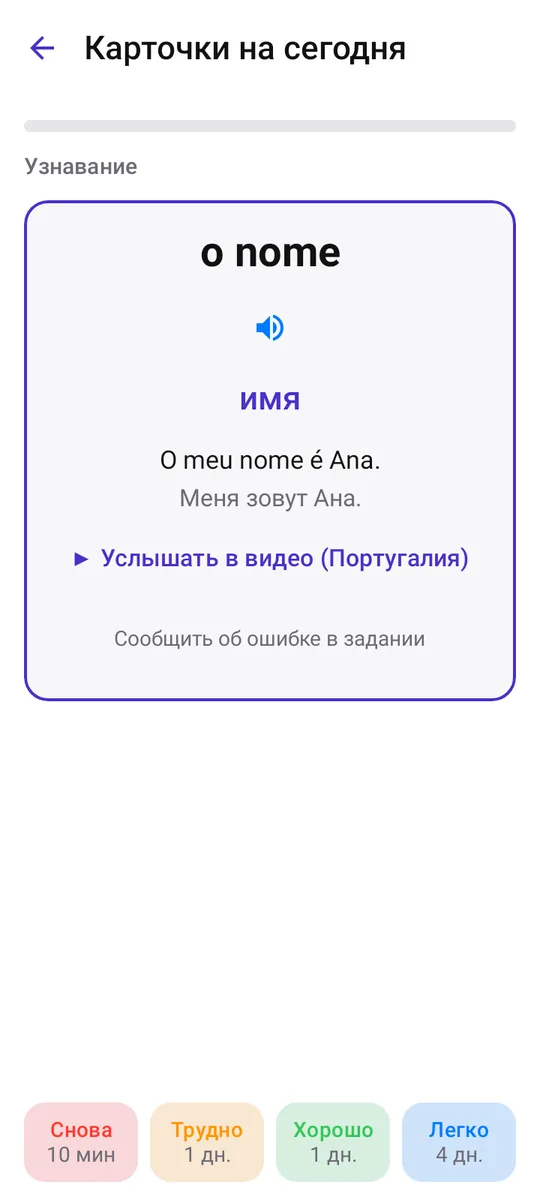 Карточки на сегодня
Узнавание
o nome
имя
O meu nome é Ana.
Меня зовут Ана.
► Услышать в видео (Португалия)
Сообщить об ошибке в задании
Снова
10 мин
Трудно
1 дн.
Хорошо
1 дн.
Легко
4 дн.